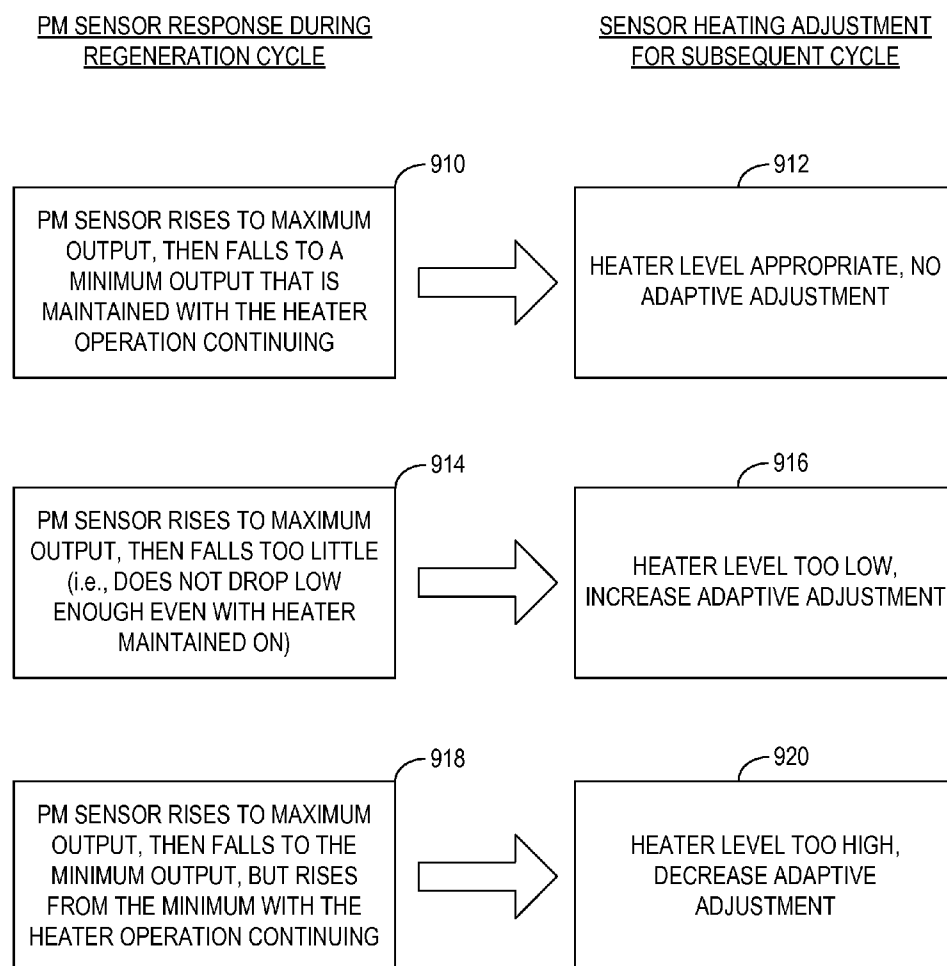 PM SENSOR RESPONSE DURING
REGENERATION CYCLE
SENSOR HEATING ADJUSTMENT
FOR SUBSEQUENT CYCLE
910
PM SENSOR RISES TO MAXIMUM
OUTPUT, THEN FALLS TO A
MINIMUM OUTPUT THAT IS
MAINTAINED WITH THE HEATER
OPERATION CONTINUING
912
HEATER LEVEL APPROPRIATE, NO
ADAPTIVE ADJUSTMENT
914
PM SENSOR RISES TO MAXIMUM
OUTPUT, THEN FALLS TOO LITTLE
(i.e., DOES NOT DROP LOW
ENOUGH EVEN WITH HEATER
MAINTAINED ON)
916
HEATER LEVEL TOO LOW,
INCREASE ADAPTIVE ADJUSTMENT
918
PM SENSOR RISES TO MAXIMUM
OUTPUT, THEN FALLS TO THE
MINIMUM OUTPUT, BUT RISES
FROM THE MINIMUM WITH THE
HEATER OPERATION CONTINUING
920
HEATER LEVEL TOO HIGH,
DECREASE ADAPTIVE
ADJUSTMENT